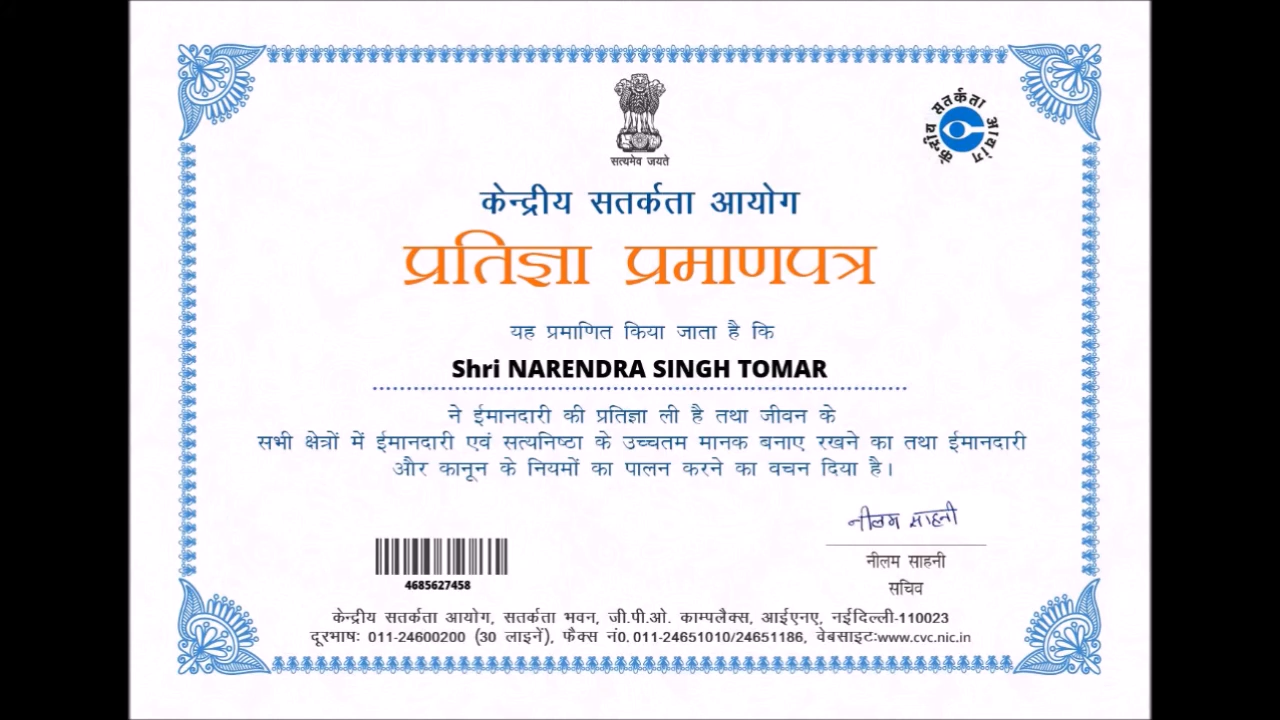 सत्यमेव जयते
केन्द्रीय सतर्कता आयोग
केन्द्रीय सतर्कता आयोग
प्रतिज्ञा प्रमाणपत्र
यह प्रमाणित किया जाता है कि
Shri NARENDRA SINGH TOMAR
ने ईमानदारी की प्रतिज्ञा ली है तथा जीवन के
सभी क्षेत्रों में ईमानदारी एवं सत्यनिष्ठा के उच्चतम मानक बनाए रखने का तथा ईमानदारी
और कानून के नियमों का पालन करने का वचन दिया है।
नीलम साहनी
नीलम साहनी
सचिव
4685627458
केन्द्रीय सतर्कता आयोग, सतर्कता भवन, जी.पी.ओ. काम्पलैक्स, आईएनए, नईदिल्ली-110023
दूरभाषः 011-24600200 (30 लाइनें), फैक्स नं0. 011-24651010/24651186, वेबसाइटःwww.cvc.nic.in